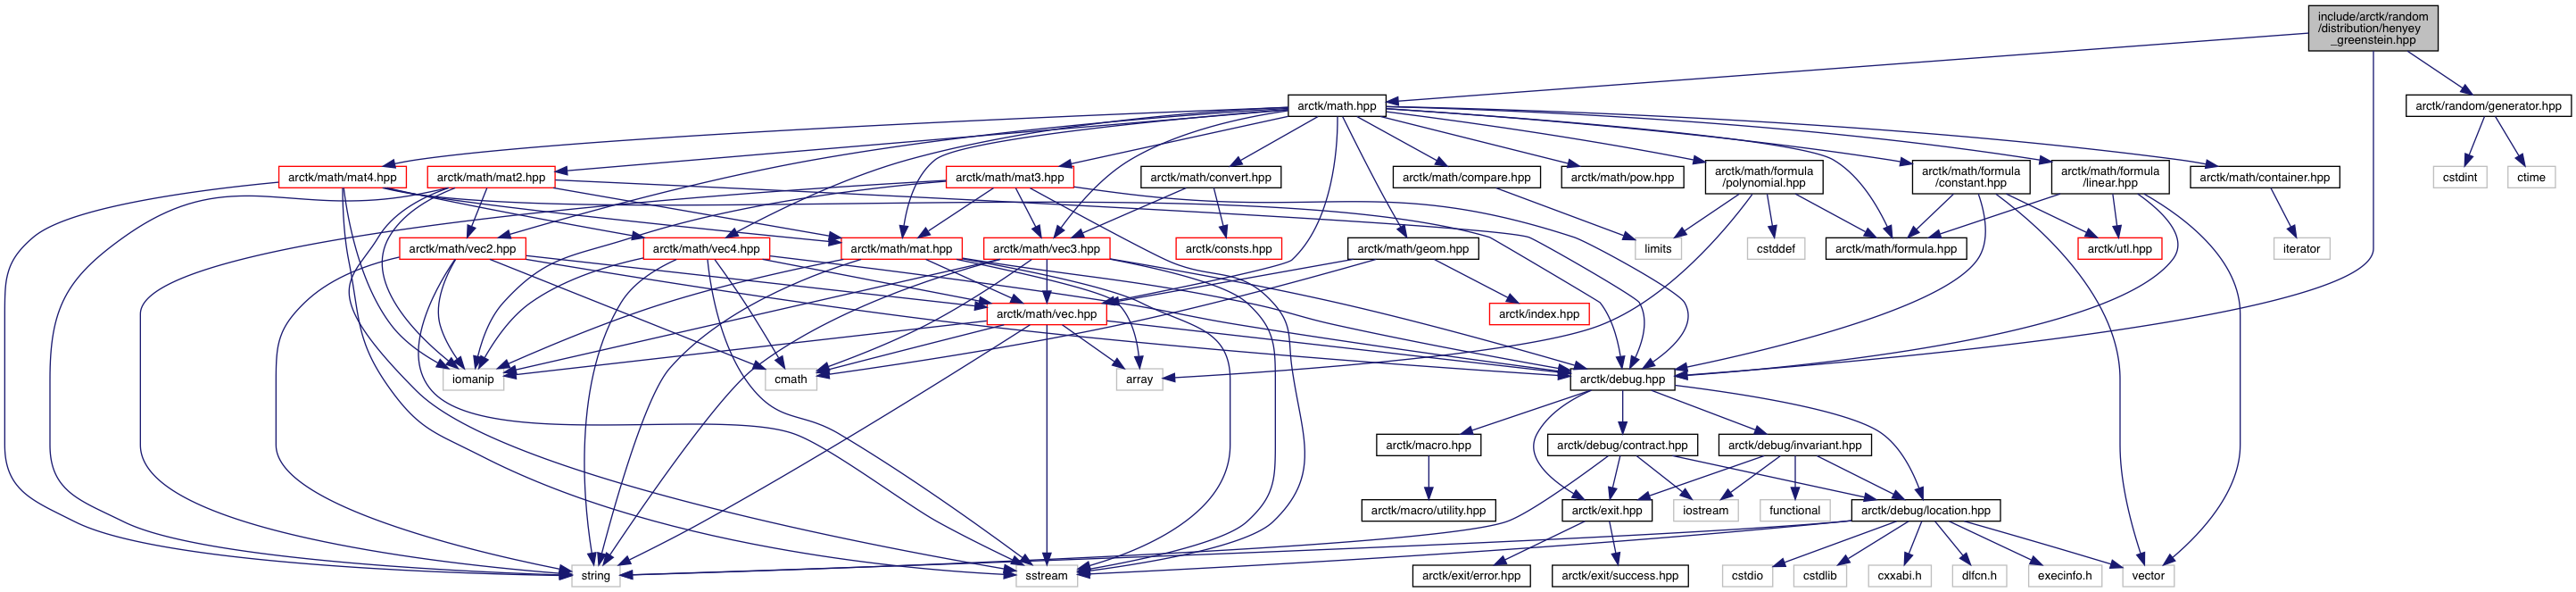 include/arctk/random
/distribution/henyey
_greenstein.hpp
arctk/math.hpp
arctk/random/generator.hpp
arctk/math/mat4.hpp
arctk/math/mat2.hpp
arctk/math/mat3.hpp
arctk/math/convert.hpp
arctk/math/compare.hpp
arctk/math/pow.hpp
arctk/math/formula
/polynomial.hpp
arctk/math/formula
/constant.hpp
arctk/math/formula
/linear.hpp
arctk/math/container.hpp
cstdint
ctime
arctk/math/vec2.hpp
arctk/math/vec4.hpp
arctk/math/mat.hpp
arctk/math/vec3.hpp
arctk/consts.hpp
arctk/math/geom.hpp
limits
cstddef
arctk/math/formula.hpp
arctk/utl.hpp
iterator
arctk/math/vec.hpp
arctk/index.hpp
iomanip
cmath
array
arctk/debug.hpp
arctk/macro.hpp
arctk/debug/contract.hpp
arctk/debug/invariant.hpp
arctk/macro/utility.hpp
arctk/exit.hpp
iostream
functional
arctk/debug/location.hpp
string
sstream
arctk/exit/error.hpp
arctk/exit/success.hpp
cstdio
cstdlib
cxxabi.h
dlfcn.h
execinfo.h
vector